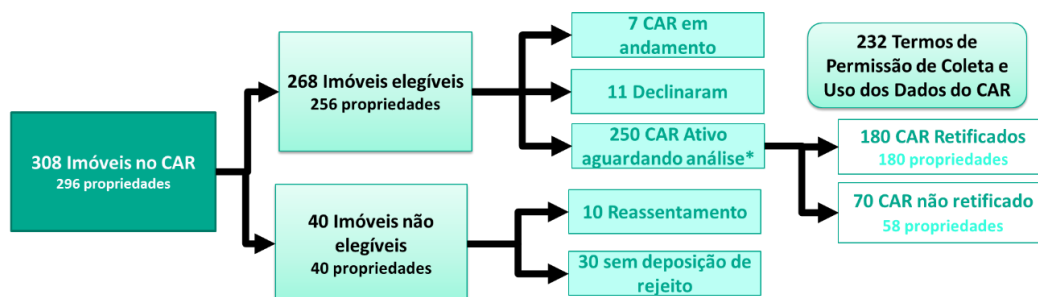 308 Imóveis no CAR
296 propriedades
268 Imóveis elegíveis
256 propriedades
40 Imóveis não
elegíveis
40 propriedades
7 CAR em
andamento
11 Declinaram
250 CAR Ativo
aguardando análise*
10 Reassentamento
30 sem deposição de
rejeito
232 Termos de
Permissão de Coleta e
Uso dos Dados do CAR
180 CAR Retificados
180 propriedades
70 CAR não retificado
58 propriedades